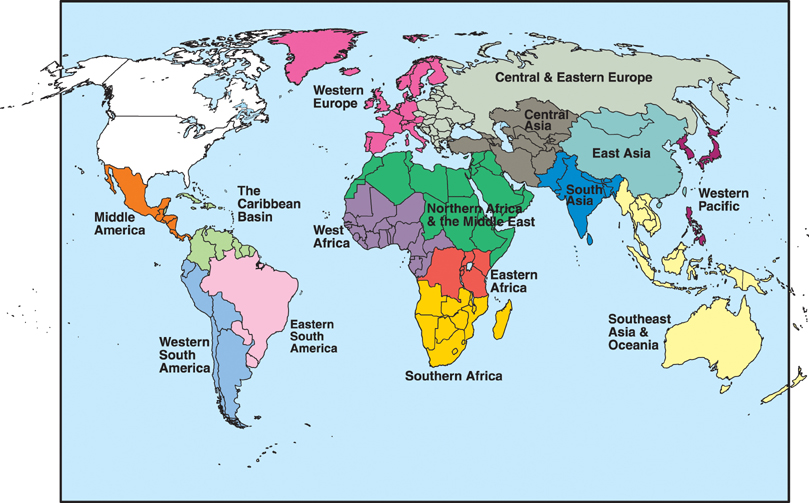 Central & Eastern Europe
Western
Europe
Central
Asia
East Asia
Middle
America
The
Caribbean
Basin
Northern Africa
& the Middle East
South
Asia
Western
Pacific
West
Africa
Eastern
Africa
Western
South
America
Eastern
South
America
Southeast
Asia &
Oceania
Southern Africa